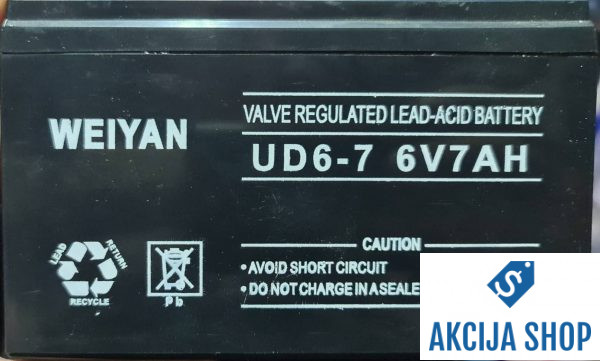 WEIYAN
VALVE REGULATED LEAD-ACID BATTERY
UD6-7 6V7AH
LEAD RETURN
RECYCLE
Pb
CAUTION
• AVOID SHORT CIRCUIT
• DO NOT CHARGE IN A SEALE
AKCIJA SHOP